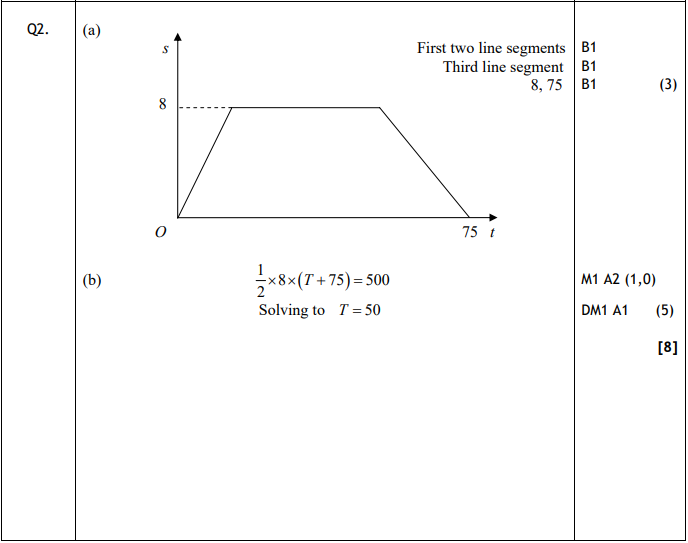 Q2. (a)
s
First two line segments B1
Third line segment B1
8, 75 B1 (3)
8
O 75 t
(b) 1/2 × 8 × (T + 75) = 500 M1 A2 (1,0)
Solving to T = 50 DM1 A1 (5)
[8]